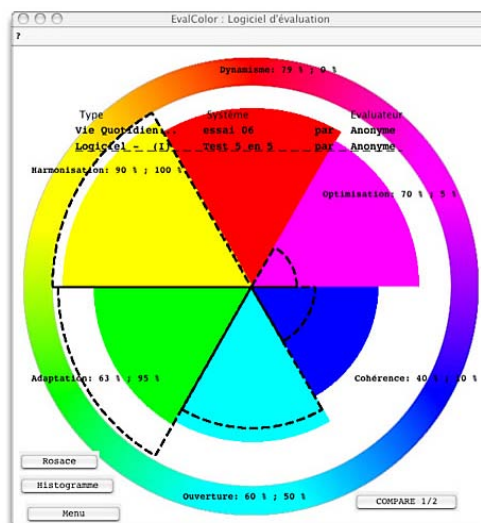 EvalColor : Logiciel d'évaluation
?
Dynamisme: 79 % ; 0 %
Type Système Evaluateur
Vie Quotidien... essai 06 par Anonyme
Logiciel - (I) Test 5 en 5 par Anonyme
Harmonisation: 90 % ; 100 %
Optimisation: 70 % ; 5 %
Adaptation: 63 % ; 95 %
Cohérence: 40 % ; %
Ouverture: 60 % ; 50 %
Rosace
Histogramme
Menu
COMPARE 1/2